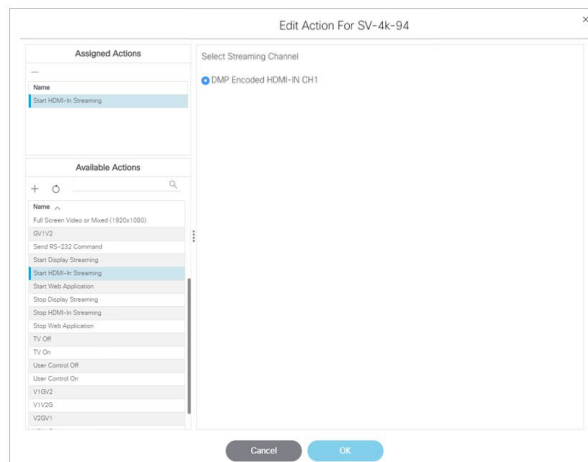 Edit Action For SV-4k-94
×
Assigned Actions
—
Name
Start HDMI-In Streaming
Select Streaming Channel
DMP Encoded HDMI-IN CH1
Available Actions
+
Name
Full Screen Video or Mixed (1920x1080)
GV1V2
Send RS-232 Command
Start Display Streaming
Start HDMI-In Streaming
Start Web Application
Stop Display Streaming
Stop HDMI-In Streaming
Stop Web Application
TV Off
TV On
User Control Off
User Control On
V1GV2
V1V2G
V2GV1
Cancel
OK